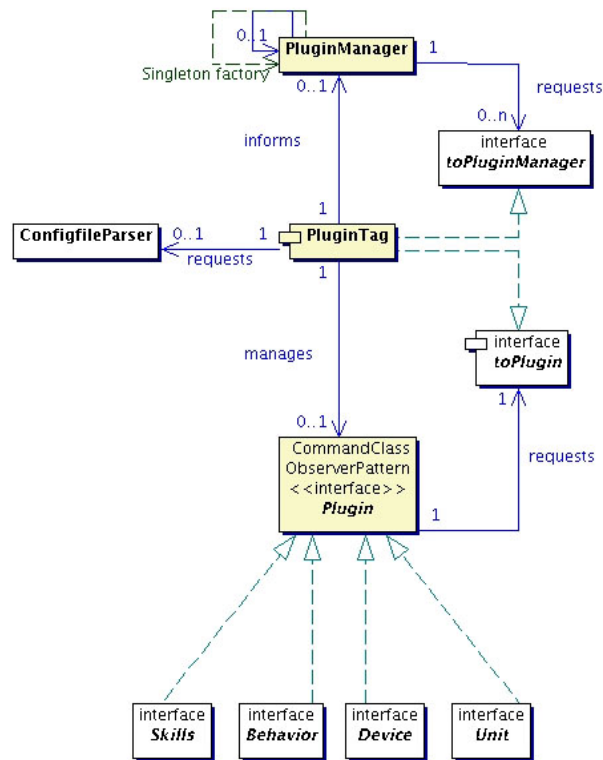 0..1
PluginManager
1
Singleton factory
0..1
requests
0..n
informs
interface
toPluginManager
1
0..1
1
ConfigfileParser
PluginTag
requests
1
interface
toPlugin
manages
1
0..1
CommandClass
ObserverPattern
<<interface>>
Plugin
requests
1
interface
Skills
interface
Behavior
interface
Device
interface
Unit